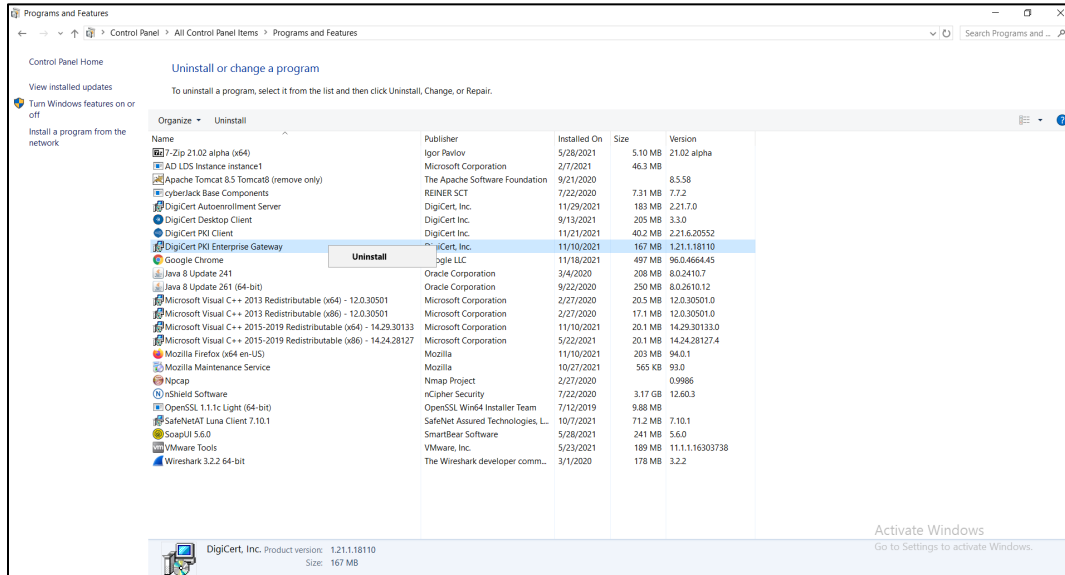 Programs and Features
Control Panel > All Control Panel Items > Programs and Features
Search Programs and ...
Control Panel Home
Uninstall or change a program
View installed updates
To uninstall a program, select it from the list and then click Uninstall, Change, or Repair.
Turn Windows features on or
off
Install a program from the
network
Organize Uninstall
Name Publisher Installed On Size Version
7-Zip 21.02 alpha (x64) Igor Pavlov 5/28/2021 5.10 MB 21.02 alpha
AD LDS Instance instance1 Microsoft Corporation 2/7/2021 46.3 MB
Apache Tomcat 8.5 Tomcat8 (remove only) The Apache Software Foundation 9/21/2020 8.5.58
cyberJack Base Components REINER SCT 7/22/2020 7.31 MB 7.7.2
DigiCert Autoenrollment Server DigiCert, Inc. 11/29/2021 183 MB 2.21.7.0
DigiCert Desktop Client DigiCert Inc. 9/13/2021 205 MB 3.3.0
DigiCert PKI Client DigiCert Inc. 11/21/2021 40.2 MB 2.21.6.20552
DigiCert PKI Enterprise Gateway DigiCert, Inc. 11/10/2021 167 MB 1.21.1.18110
Uninstall
Google Chrome ogle LLC 11/18/2021 497 MB 96.0.4664.45
Java 8 Update 241 Oracle Corporation 3/4/2020 208 MB 8.0.2410.7
Java 8 Update 261 (64-bit) Oracle Corporation 9/22/2020 250 MB 8.0.2610.12
Microsoft Visual C++ 2013 Redistributable (x64) - 12.0.30501 Microsoft Corporation 2/27/2020 20.5 MB 12.0.30501.0
Microsoft Visual C++ 2013 Redistributable (x86) - 12.0.30501 Microsoft Corporation 2/27/2020 17.1 MB 12.0.30501.0
Microsoft Visual C++ 2015-2019 Redistributable (x64) - 14.29.30133 Microsoft Corporation 11/10/2021 20.1 MB 14.29.30133.0
Microsoft Visual C++ 2015-2019 Redistributable (x86) - 14.24.28127 Microsoft Corporation 5/22/2021 20.1 MB 14.24.28127.4
Mozilla Firefox (x64 en-US) Mozilla 11/10/2021 203 MB 94.0.1
Mozilla Maintenance Service Mozilla 10/27/2021 565 KB 93.0
Npcap Nmap Project 2/27/2020 0.9986
nShield Software nCipher Security 7/22/2020 3.17 GB 12.60.3
OpenSSL 1.1.1c Light (64-bit) OpenSSL Win64 Installer Team 7/12/2019 9.88 MB
SafeNetAT Luna Client 7.10.1 SafeNet Assured Technologies, L... 10/7/2021 71.2 MB 7.10.1
SoapUI 5.6.0 SmartBear Software 5/28/2021 241 MB 5.6.0
VMware Tools VMware, Inc. 5/23/2021 189 MB 11.1.1.16303738
Wireshark 3.2.2 64-bit The Wireshark developer comm... 3/1/2020 178 MB 3.2.2
Activate Windows
Go to Settings to activate Windows.
DigiCert, Inc. Product version: 1.21.1.18110
Size: 167 MB